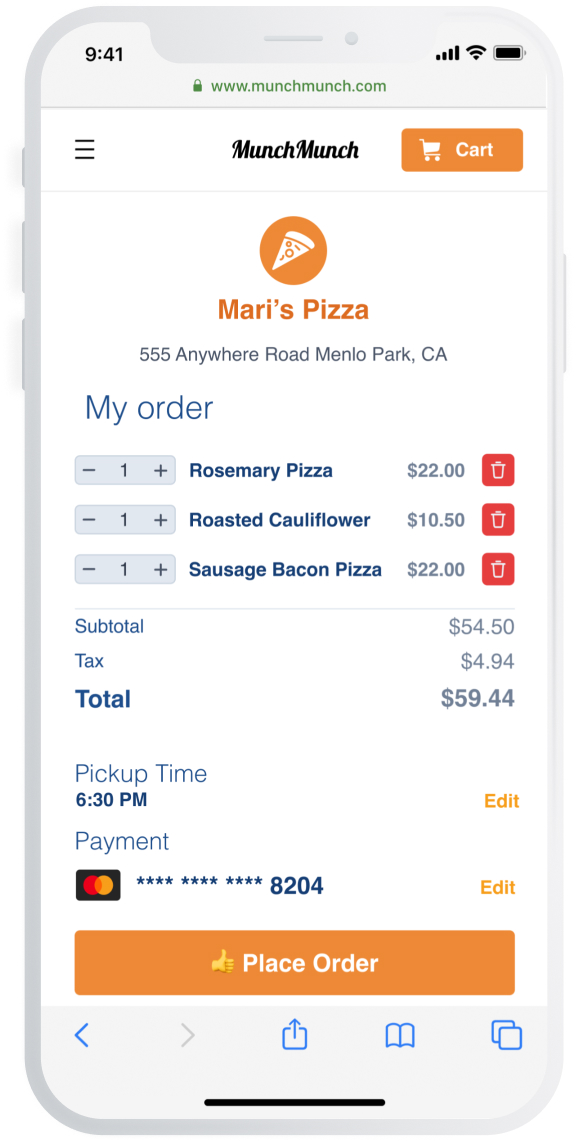 9:41
www.munchmunch.com
MunchMunch
Cart
Mari’s Pizza
555 Anywhere Road Menlo Park, CA
My order
− 1 + Rosemary Pizza $22.00
− 1 + Roasted Cauliflower $10.50
− 1 + Sausage Bacon Pizza $22.00
Subtotal $54.50
Tax $4.94
Total $59.44
Pickup Time
6:30 PM Edit
Payment
**** **** **** 8204 Edit
👍 Place Order